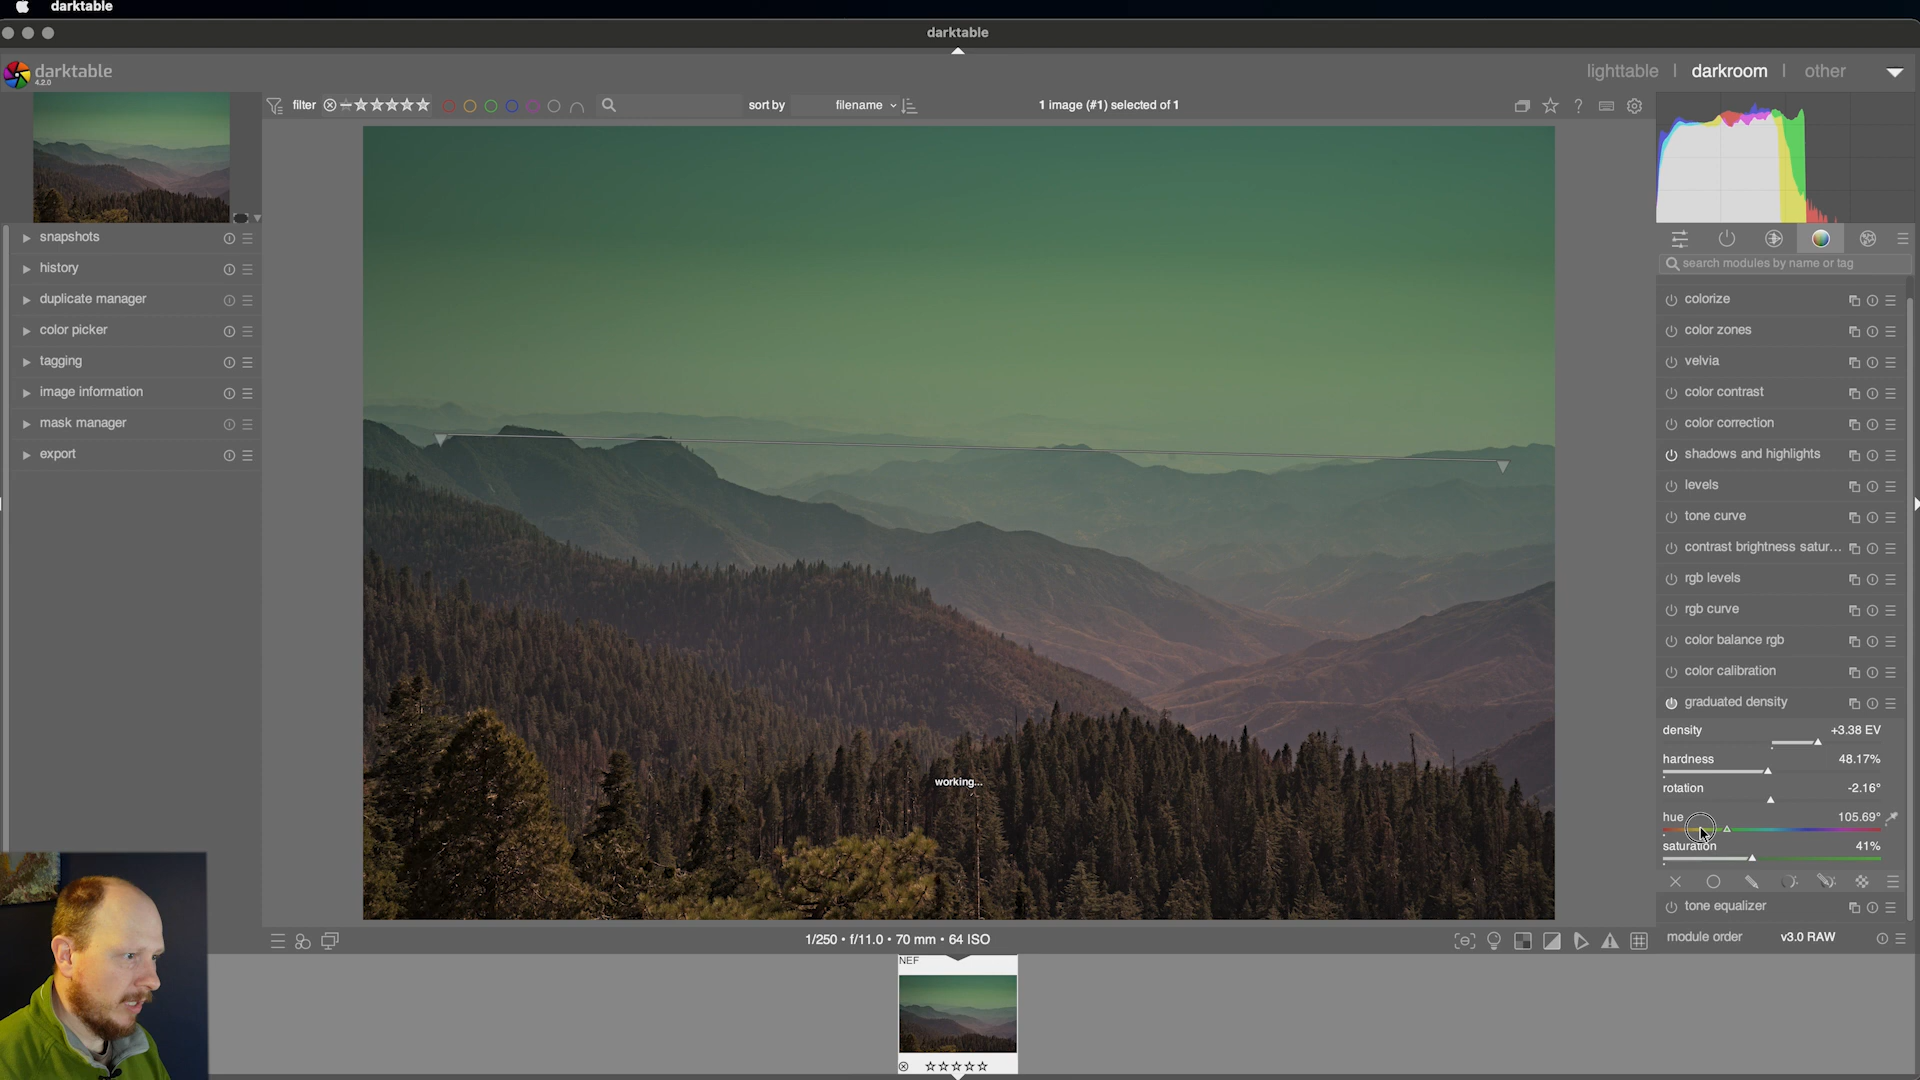 darktable
darktable
darktable
4.2.0
lighttable | darkroom | other
filter
sort by filename
1 image (#1) selected of 1
?
snapshots
history
duplicate manager
color picker
tagging
image information
mask manager
export
search modules by name or tag
colorize
color zones
velvia
color contrast
color correction
shadows and highlights
levels
tone curve
contrast brightness satur...
rgb levels
rgb curve
color balance rgb
color calibration
graduated density
density +3.38 EV
hardness 48.17%
rotation -2.16°
hue 105.69°
saturation 41%
tone equalizer
module order v3.0 RAW
working...
1/250 • f/11.0 • 70 mm • 64 ISO
NEF